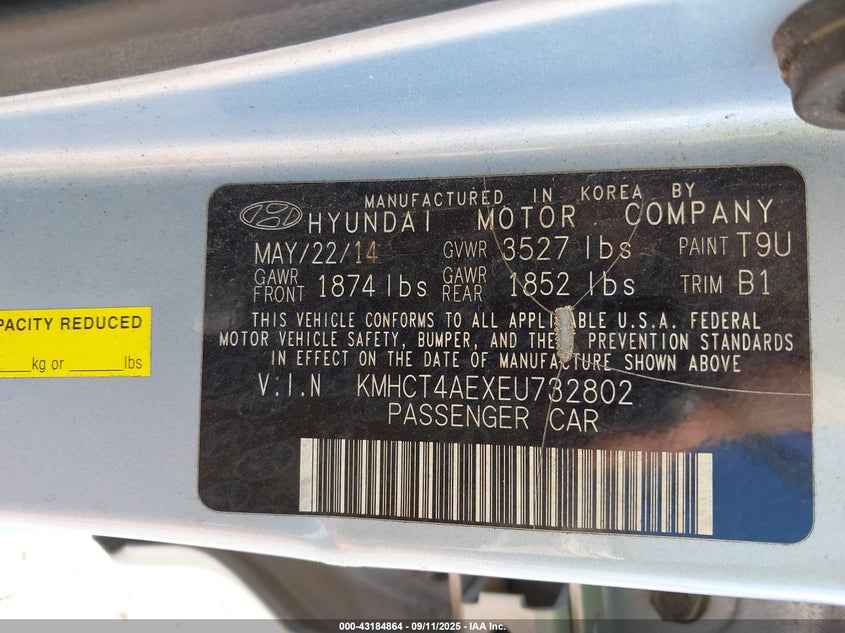 MANUFACTURED IN KOREA BY
HYUNDAI MOTOR COMPANY
MAY/22/14 GVWR 3527 lbs PAINT T9U
GAWR FRONT 1874 lbs GAWR REAR 1852 lbs TRIM B1
THIS VEHICLE CONFORMS TO ALL APPLICABLE U.S.A. FEDERAL
MOTOR VEHICLE SAFETY, BUMPER, AND PREVENTION STANDARDS
IN EFFECT ON THE DATE OF MANUFACTURE SHOWN ABOVE
V.I.N KMHCT4AEXEU732802
PASSENGER CAR
PACITY REDUCED
kg or lbs
000-43184864 - 09/11/2025 - IAA Inc.